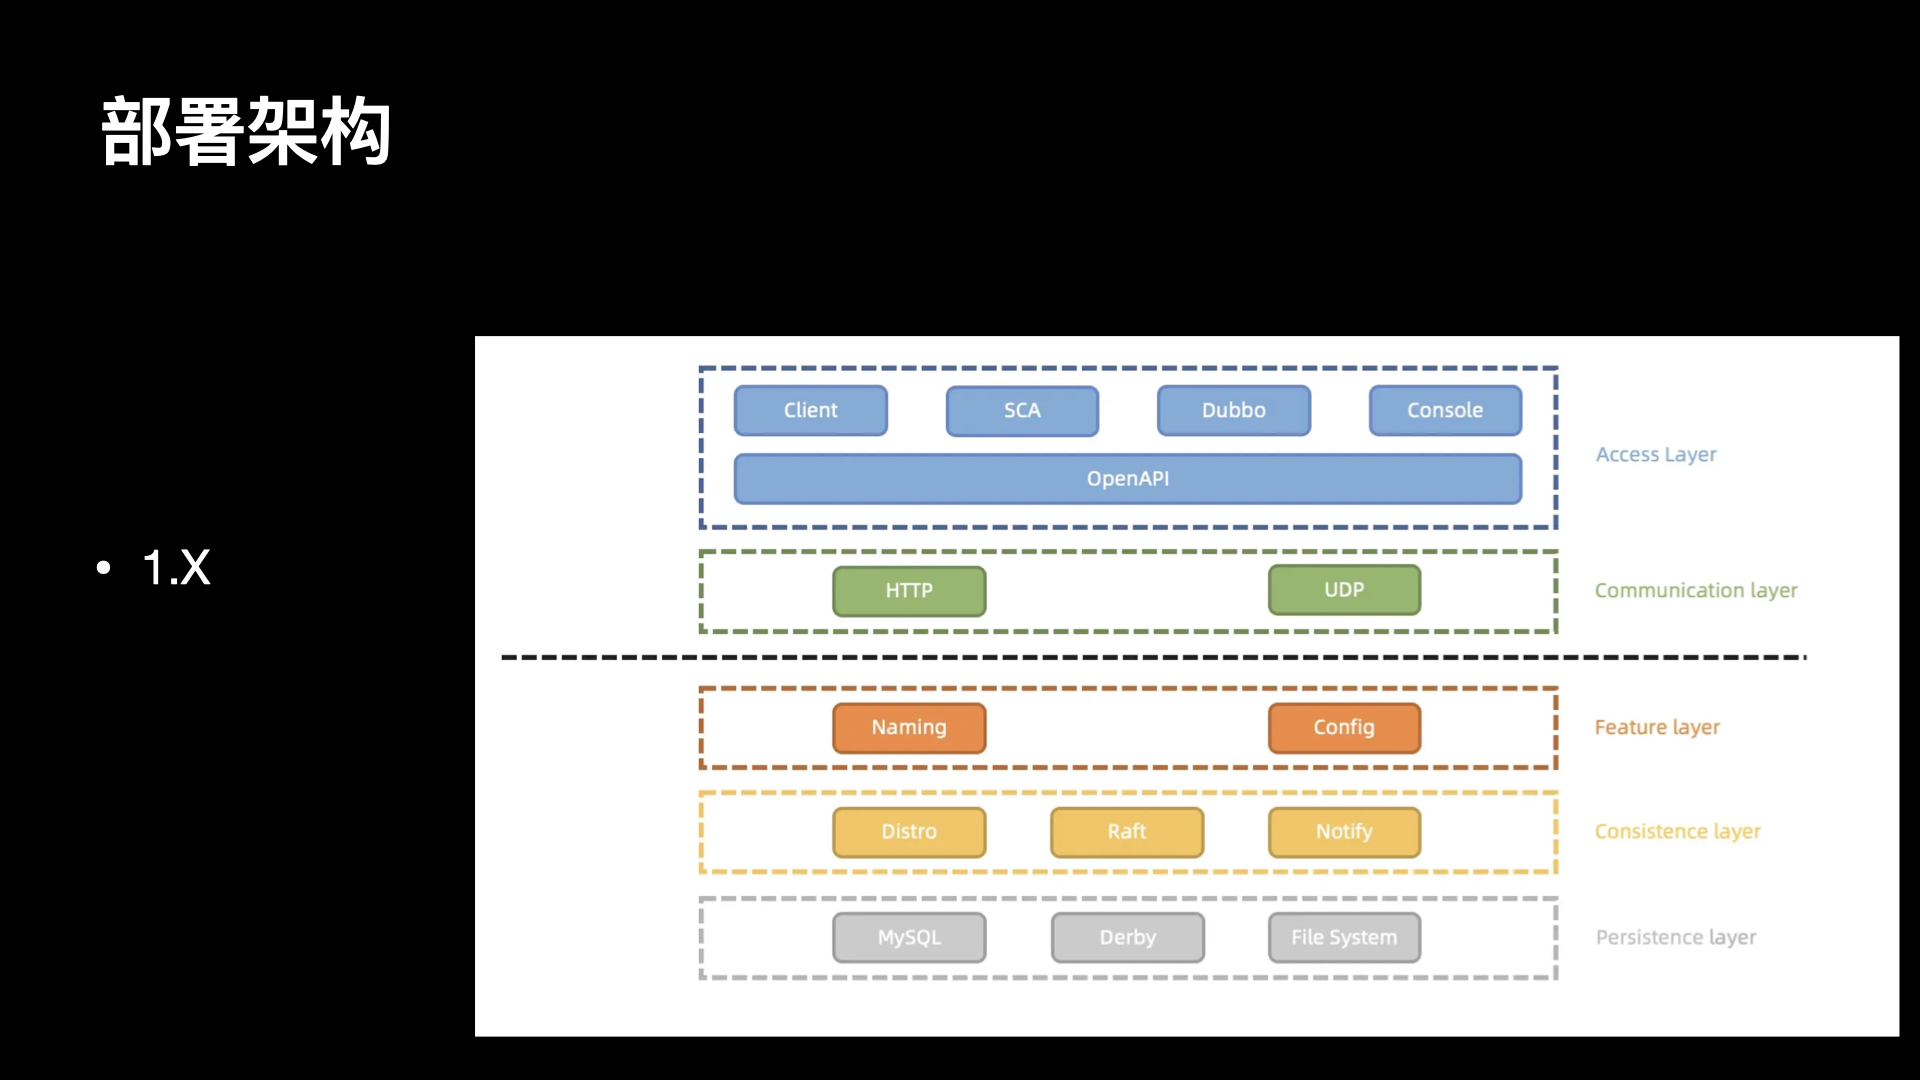 部署架构
• 1.X
Client SCA Dubbo Console
OpenAPI
Access Layer
HTTP UDP
Communication layer
Naming Config
Feature layer
Distro Raft Notify
Consistence layer
MySQL Derby File System
Persistence layer